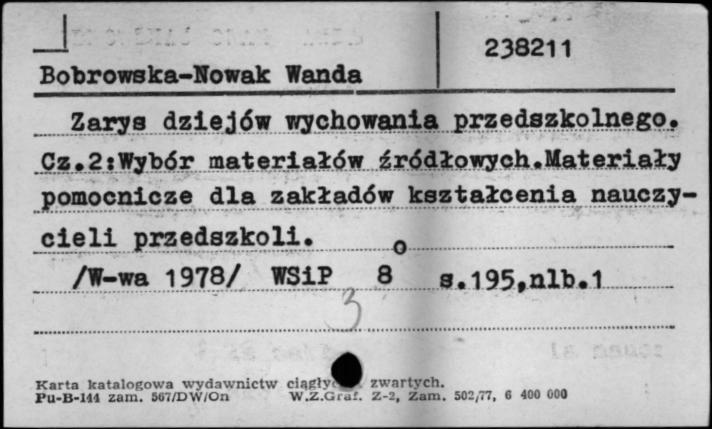 238211
Bobrowska-Nowak Wanda
Zarys dziejów wychowania przedszkolnego.
Cz.2:Wybór materiałów źródłowych.Materiały
pomocnicze dla zakładów kształcenia nauczy-
cieli przedszkoli.
/W-wa 1978/ WSiP 8o s.195,nlb.1
3
Karta katalogowa wydawnictw zwartych.
Pu-B-144 zam. 567/DW/On W.Z.Graf. Z-2, Zam. 502/77, 6 400 000